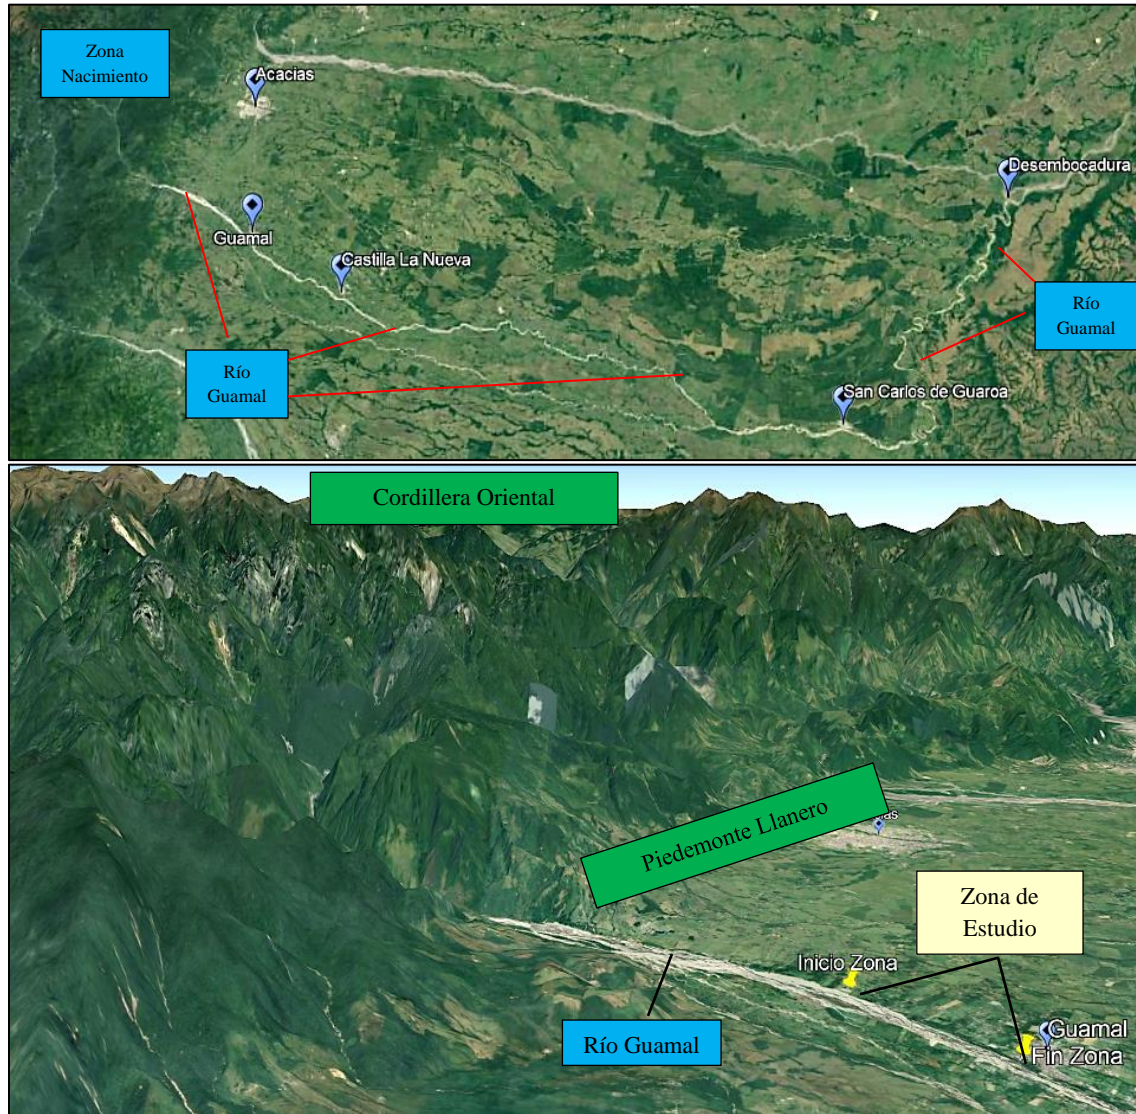 Zona
Nacimiento
Acacias
Desembocadura
Guamal
Castilla La Nueva
Río
Guamal
Río
Guamal
San Carlos de Guaroa
Cordillera Oriental
Piedemonte Llanero
Zona de
Estudio
Inicio Zona
Río Guamal
Guamal
Fin Zona